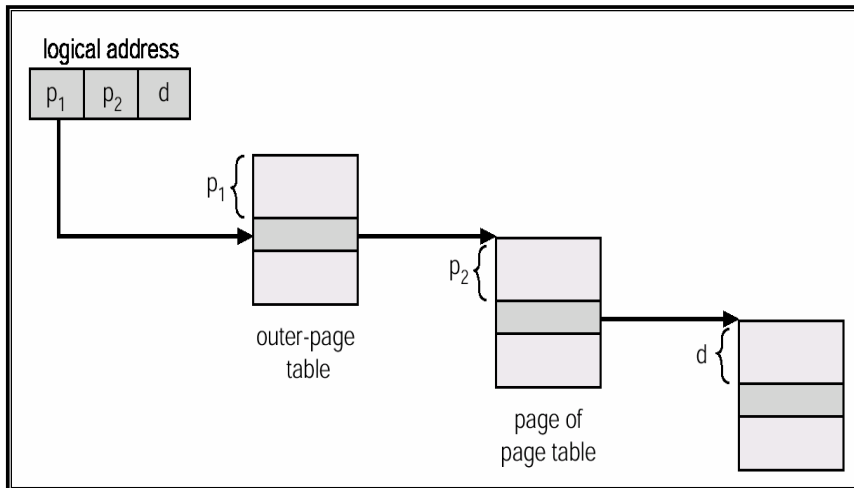 logical address
p1 p2 d
p1
outer-page
table
p2
page of
page table
d